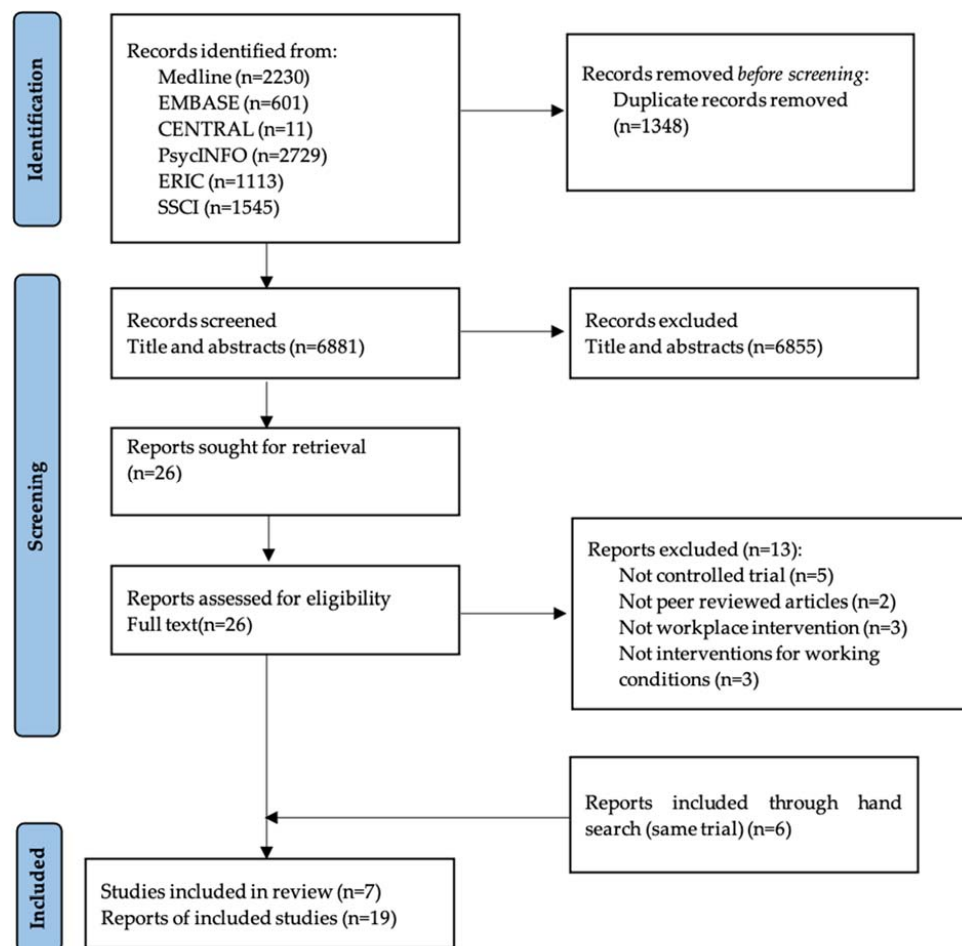 Identification
Records identified from:
Medline (n=2230)
EMBASE (n=601)
CENTRAL (n=11)
PsycINFO (n=2729)
ERIC (n=1113)
SSCI (n=1545)
Records removed before screening:
Duplicate records removed
(n=1348)
Screening
Records screened
Title and abstracts (n=6881)
Records excluded
Title and abstracts (n=6855)
Reports sought for retrieval
(n=26)
Reports assessed for eligibility
Full text(n=26)
Reports excluded (n=13):
Not controlled trial (n=5)
Not peer reviewed articles (n=2)
Not workplace intervention (n=3)
Not interventions for working
conditions (n=3)
Reports included through hand
search (same trial) (n=6)
Included
Studies included in review (n=7)
Reports of included studies (n=19)